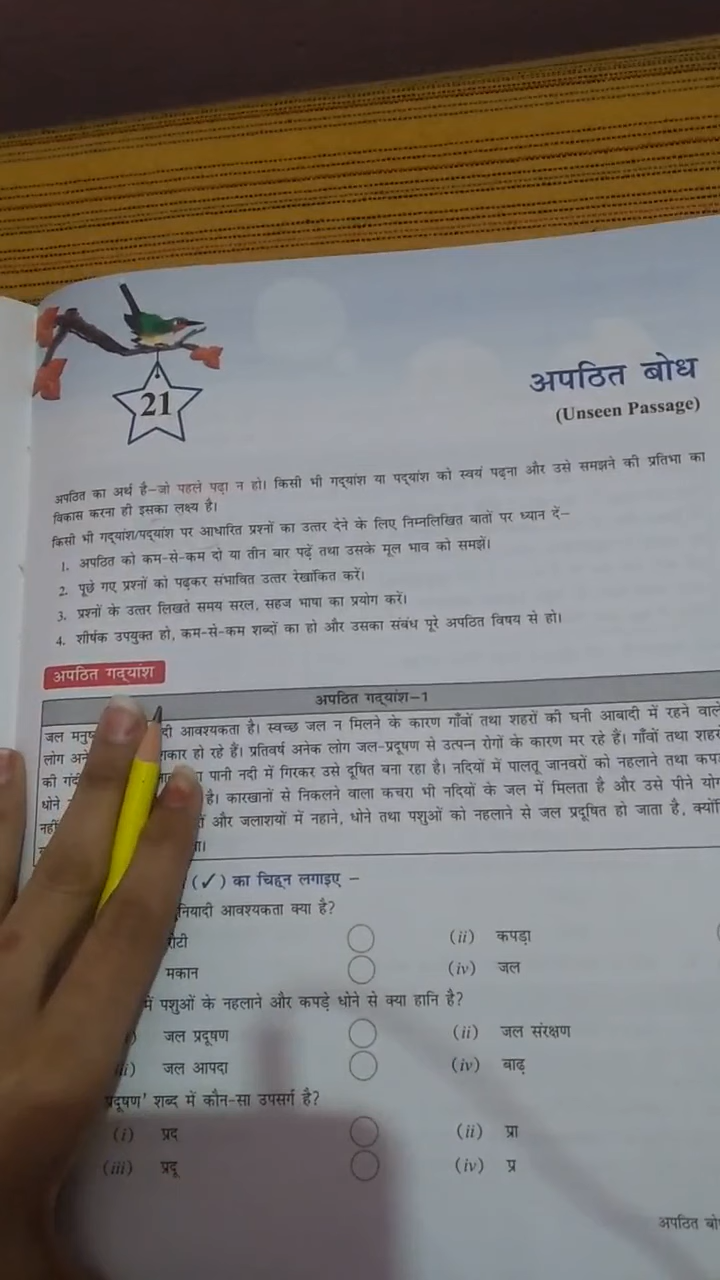 21
अपठित बोध
(Unseen Passage)
अपठित का अर्थ है–जो पहले पढ़ा न हो। किसी भी गद्यांश या पद्यांश को स्वयं पढ़ना और उसे समझने की प्रतिभा का
विकास करना ही इसका लक्ष्य है।
किसी भी गद्यांश/पद्यांश पर आधारित प्रश्नों का उत्तर देने के लिए निम्नलिखित बातों पर ध्यान दें–
1. अपठित को कम-से-कम दो या तीन बार पढ़ें तथा उसके मूल भाव को समझें।
2. पूछे गए प्रश्नों को पढ़कर संभावित उत्तर रेखांकित करें।
3. प्रश्नों के उत्तर लिखते समय सरल, सहज भाषा का प्रयोग करें।
4. शीर्षक उपयुक्त हो, कम-से-कम शब्दों का हो और उसका संबंध पूरे अपठित विषय से हो।
अपठित गद्यांश
अपठित गद्यांश-1
जल आवश्यकता है। स्वच्छ जल न मिलने के कारण गाँवों तथा शहरों की घनी आबादी में रहने वाले
लोग हो रहे हैं। प्रतिवर्ष अनेक लोग जल-प्रदूषण से उत्पन्न रोगों के कारण मर रहे हैं। गाँवों तथा
की पानी नदी में गिरकर उसे दूषित बना रहा है। नदियों में पालतू जानवरों को नहलाने तथा
धोने है। कारखानों से निकलने वाला कचरा भी नदियों के जल में मिलता है और उसे पीने
और जलाशयों में नहाने, धोने तथा पशुओं को नहलाने से जल प्रदूषित हो जाता है,
(✓) का चिह्न लगाइए –
आवश्यकता क्या है?
रोटी (ii) कपड़ा
मकान (iv) जल
में पशुओं के नहलाने और कपड़े धोने से क्या हानि है?
जल प्रदूषण (ii) जल संरक्षण
जल आपदा (iv) बाढ़
प्रदूषण' शब्द में कौन-सा उपसर्ग है?
(i) प्रद (ii) प्रा
(iii) प्रदू (iv) प्र
अपठित